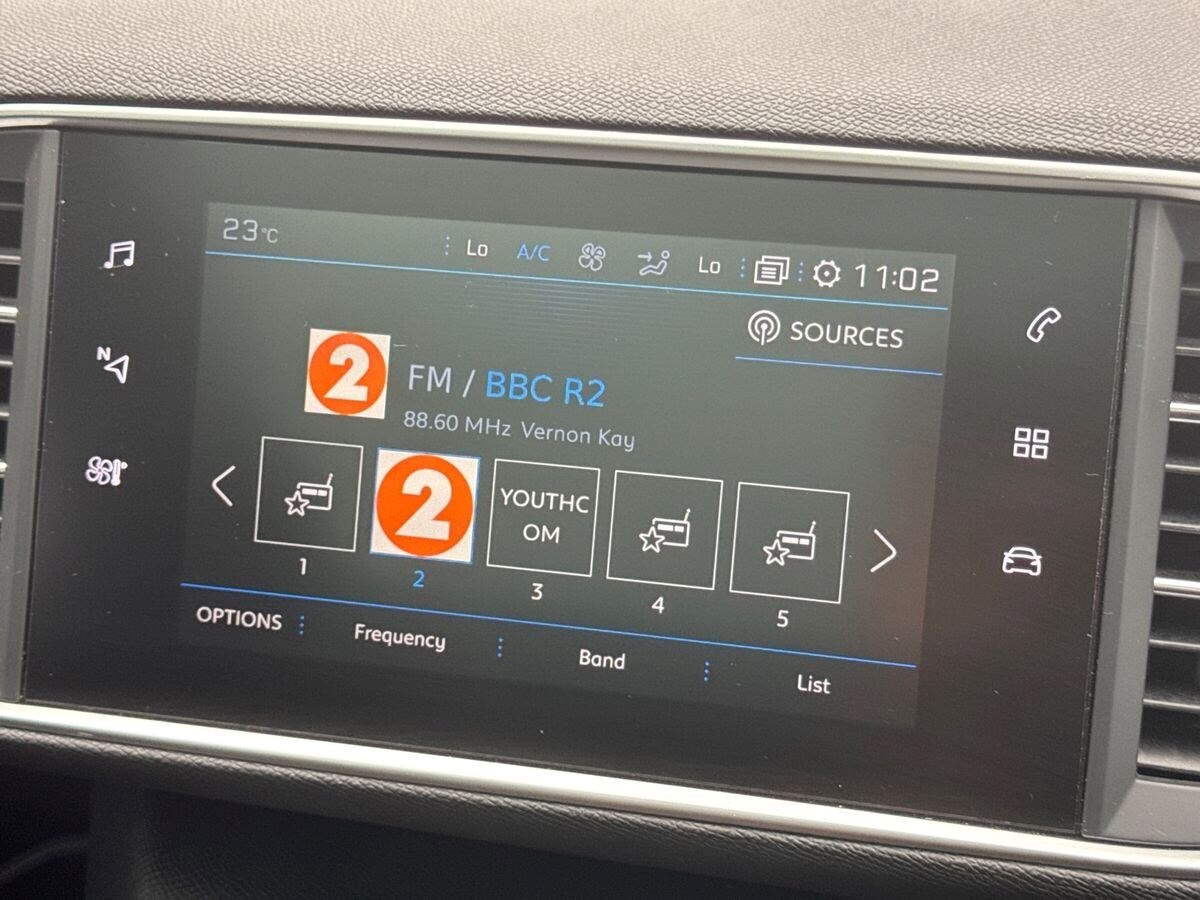 23°C Lo A/C Lo 11:02
SOURCES
2 FM / BBC R2
88.60 MHz Vernon Kay
N
2
YOUTHC
OM
1 2 3 4 5
OPTIONS Frequency Band List